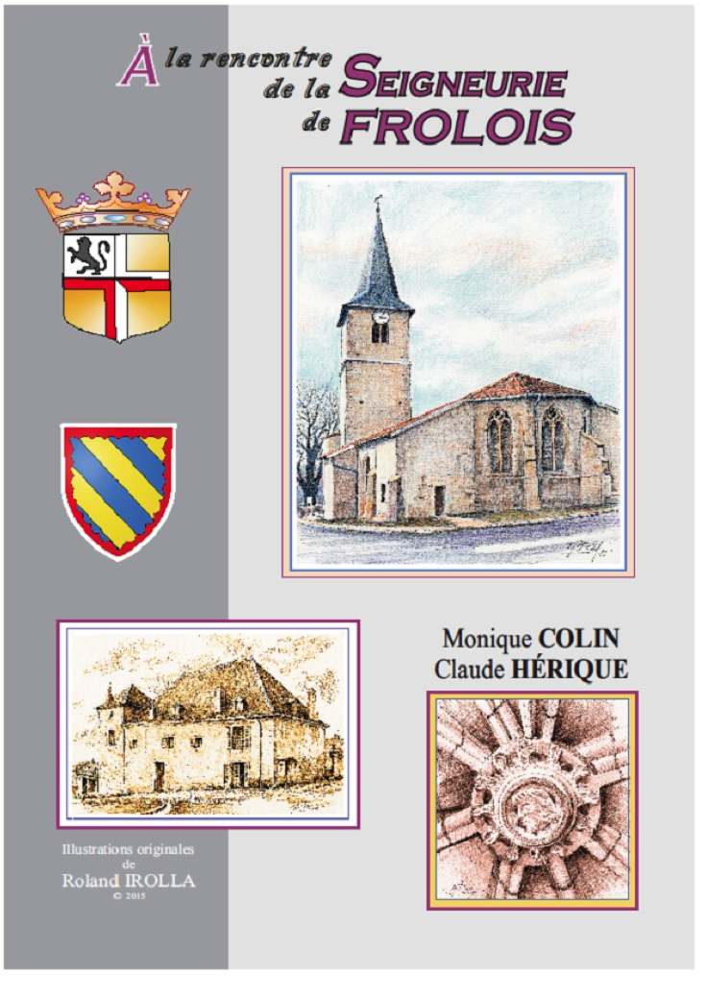 À la rencontre
de la SEIGNEURIE
de FROLOIS
Monique COLIN
Claude HÉRIQUE
Illustrations originales
de
Roland IROLLA
© 2015